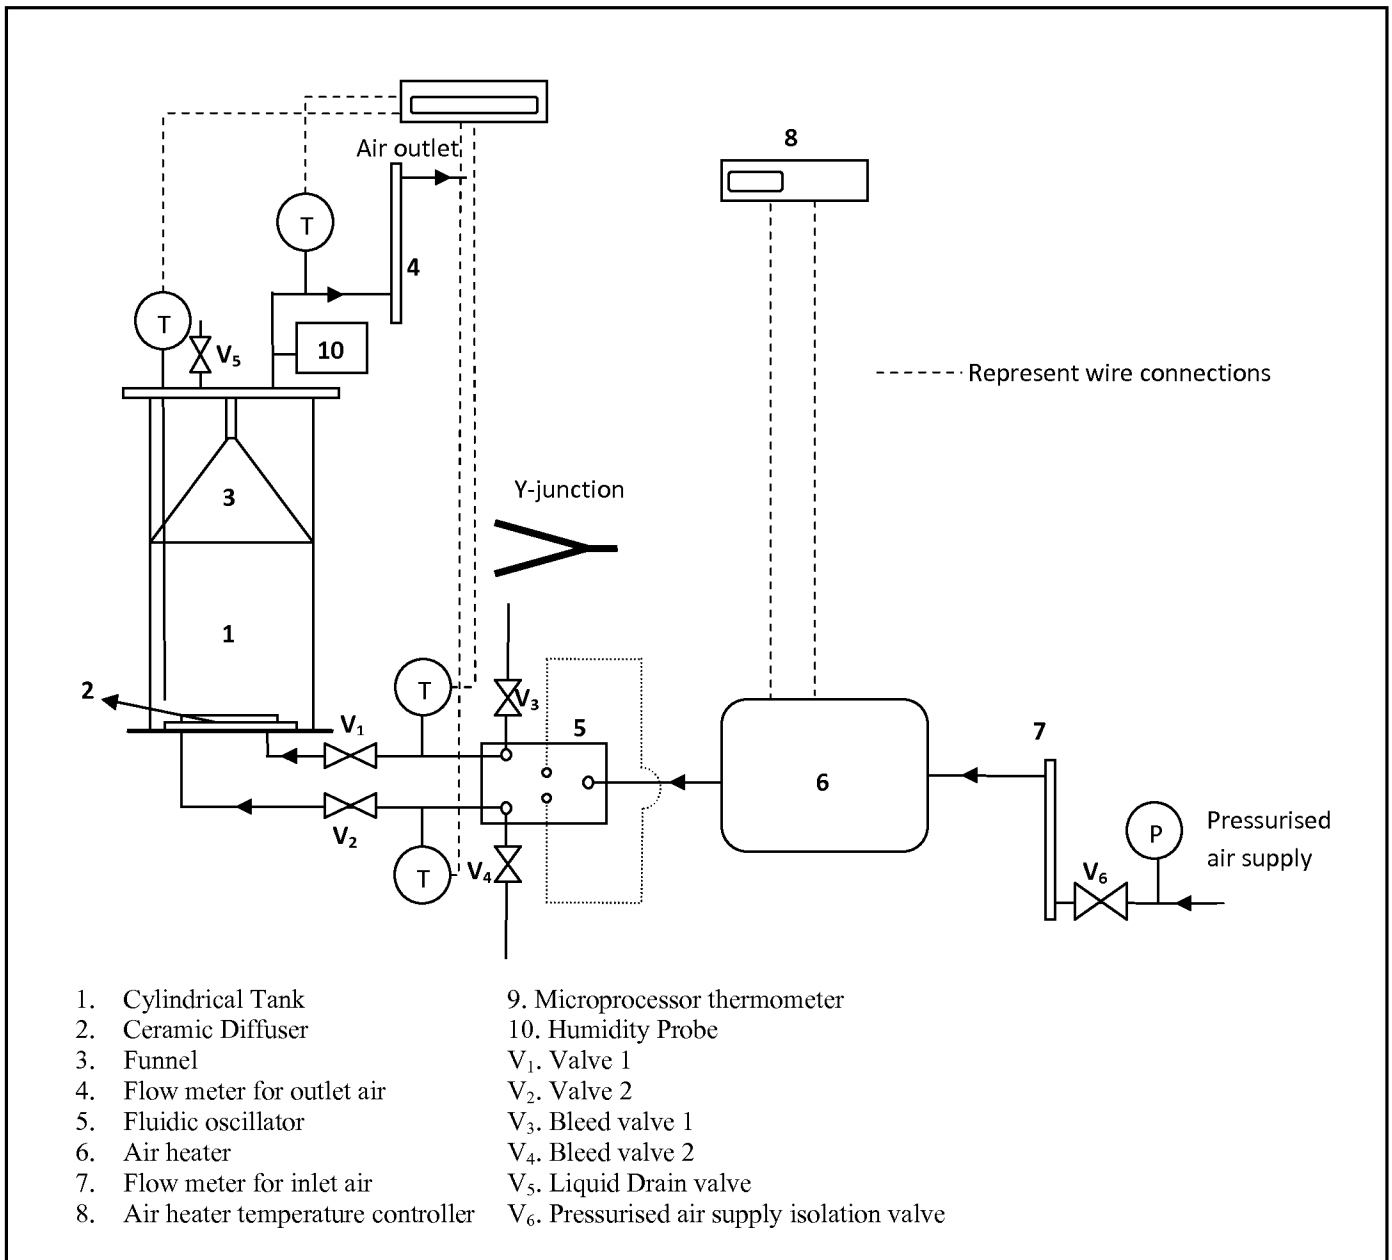 8
Air outlet
T
4
T
V5
10
Represent wire connections
3
Y-junction
1
2
T
V3
V1
5
7
6
V2
T
V4
P
Pressurised
air supply
V6
1. Cylindrical Tank
2. Ceramic Diffuser
3. Funnel
4. Flow meter for outlet air
5. Fluidic oscillator
6. Air heater
7. Flow meter for inlet air
8. Air heater temperature controller
9. Microprocessor thermometer
10. Humidity Probe
V1. Valve 1
V2. Valve 2
V3. Bleed valve 1
V4. Bleed valve 2
V5. Liquid Drain valve
V6. Pressurised air supply isolation valve